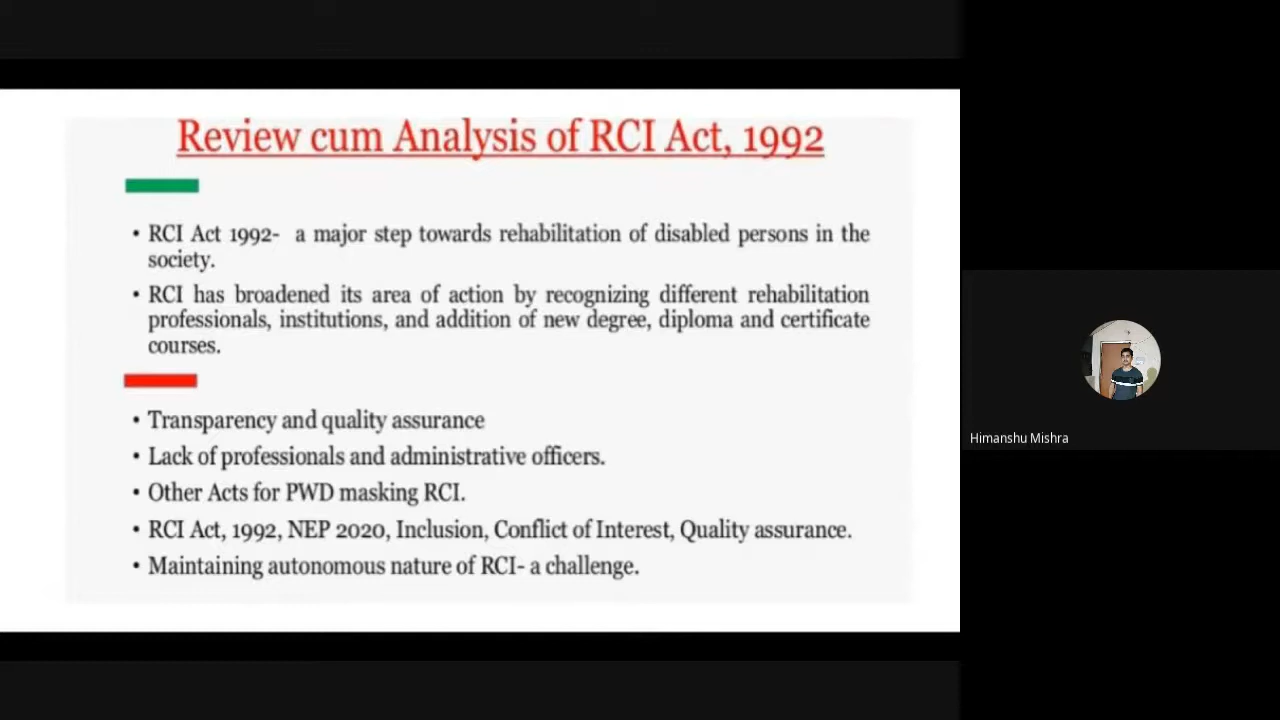 Review cum Analysis of RCI Act, 1992
• RCI Act 1992- a major step towards rehabilitation of disabled persons in the
society.
• RCI has broadened its area of action by recognizing different rehabilitation
professionals, institutions, and addition of new degree, diploma and certificate
courses.
• Transparency and quality assurance
• Lack of professionals and administrative officers.
• Other Acts for PWD masking RCI.
• RCI Act, 1992, NEP 2020, Inclusion, Conflict of Interest, Quality assurance.
• Maintaining autonomous nature of RCI- a challenge.
Himanshu Mishra